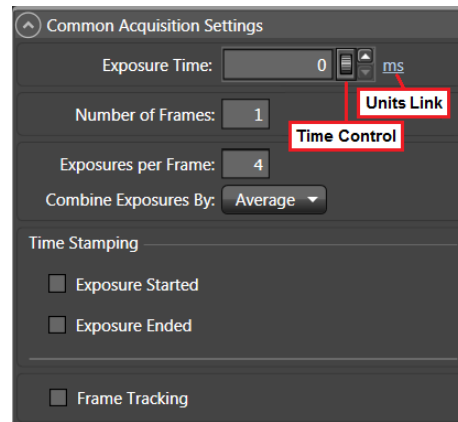 Common Acquisition Settings
Exposure Time: 0 ms
Units Link
Number of Frames: 1
Time Control
Exposures per Frame: 4
Combine Exposures By: Average
Time Stamping
Exposure Started
Exposure Ended
Frame Tracking